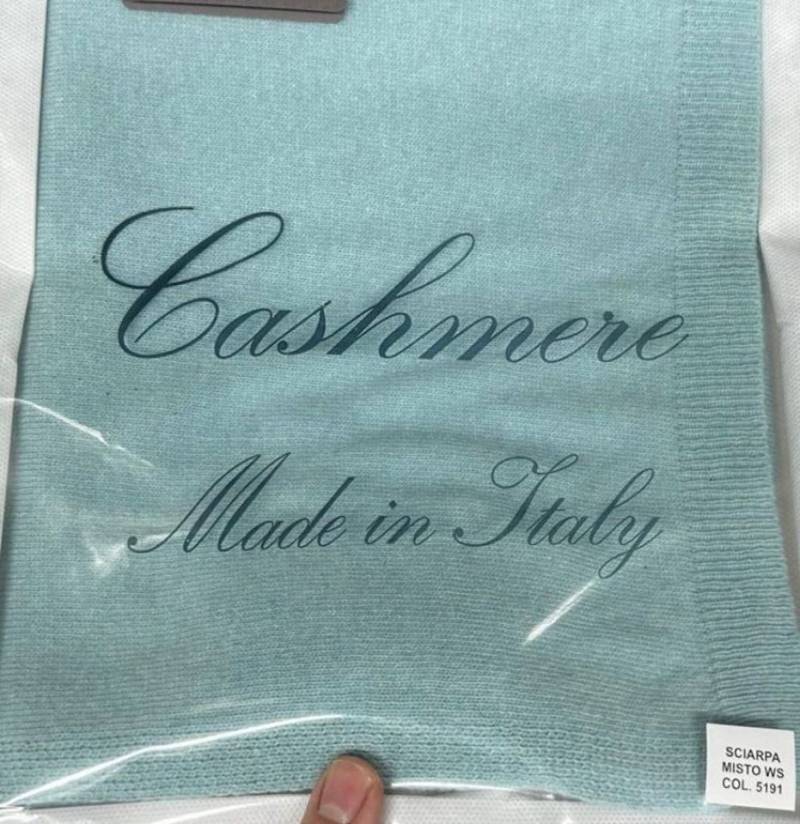 Cashmere
Made in Italy
SCIARPA
MISTO WS
COL. 5191